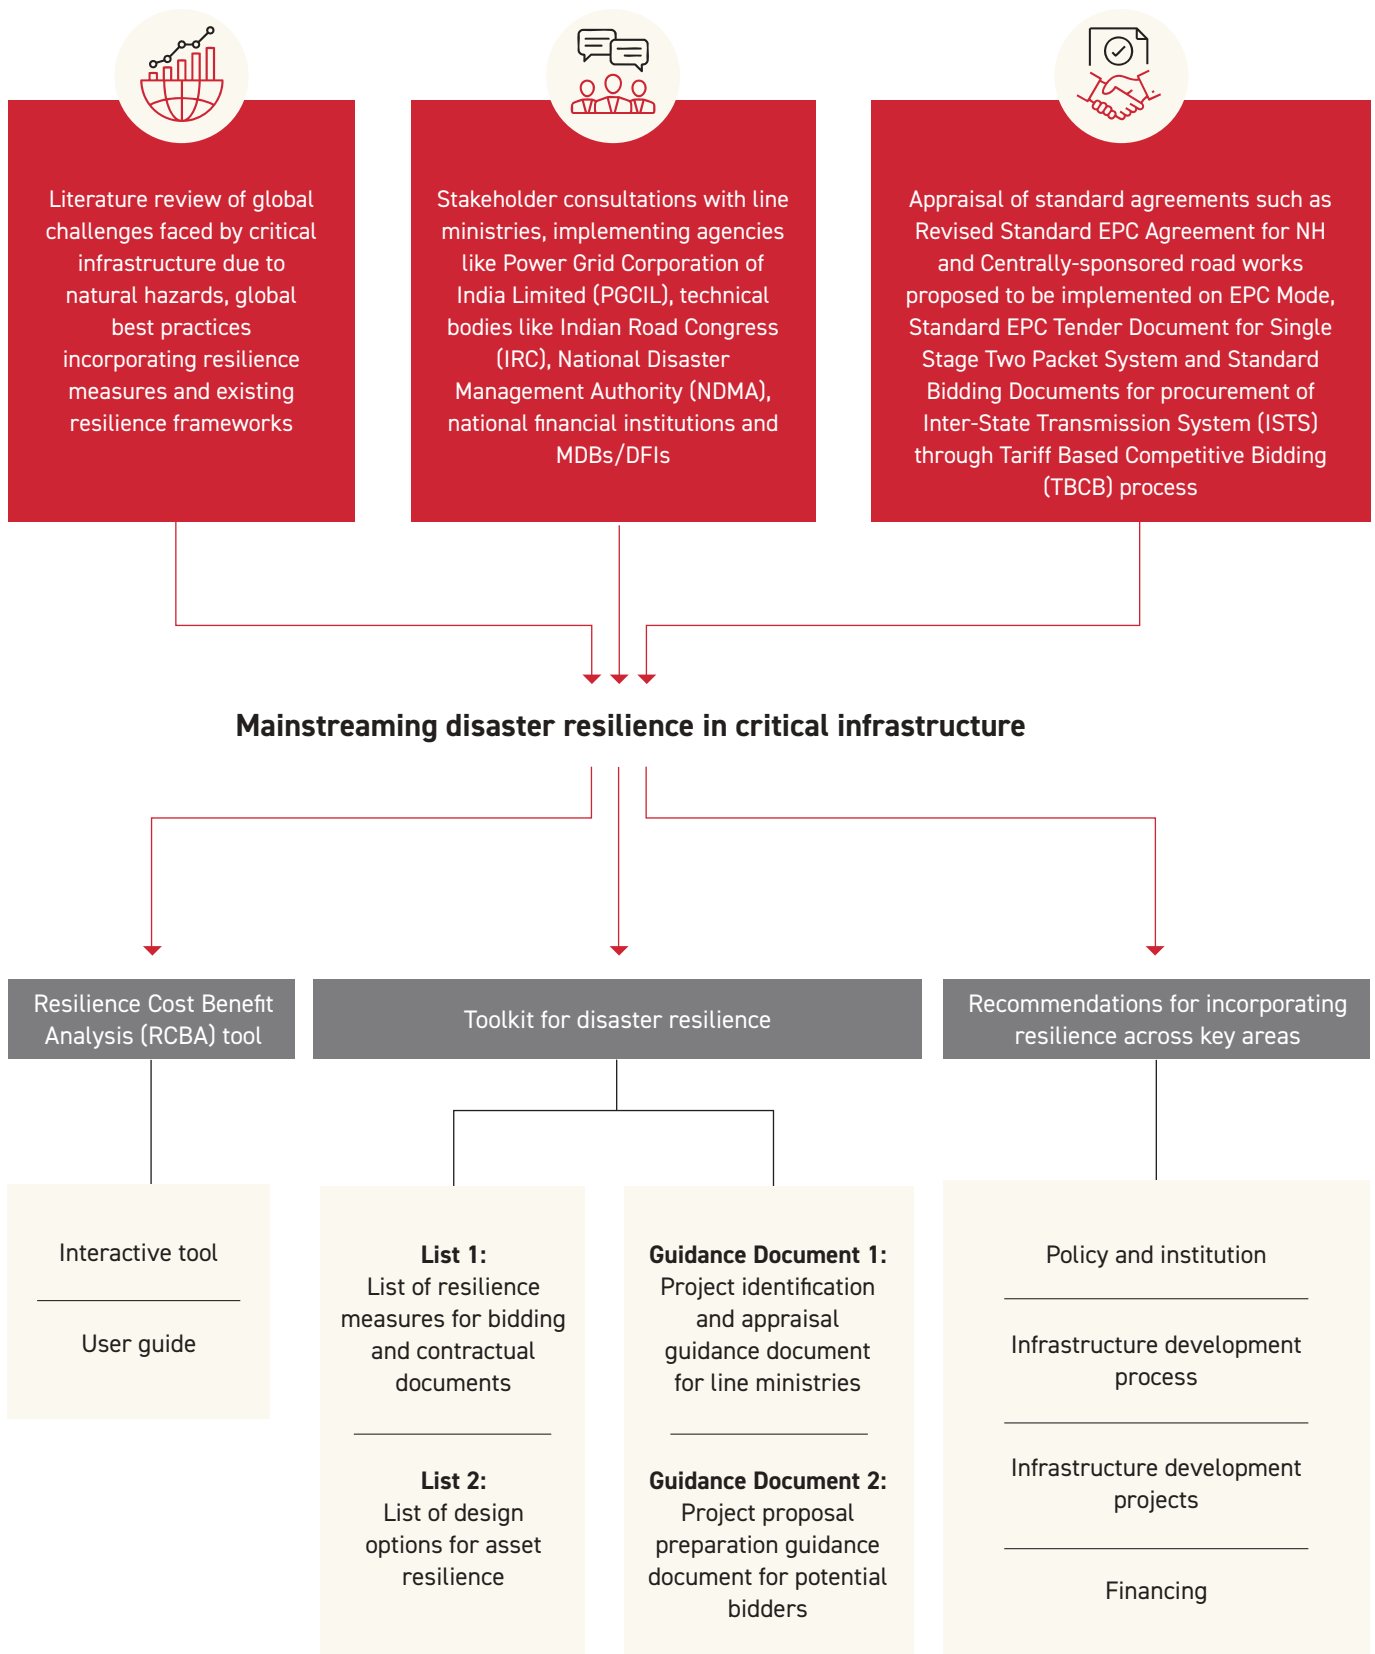 Literature review of global
challenges faced by critical
infrastructure due to
natural hazards, global
best practices
incorporating resilience
measures and existing
resilience frameworks
Stakeholder consultations with line
ministries, implementing agencies
like Power Grid Corporation of
India Limited (PGCIL), technical
bodies like Indian Road Congress
(IRC), National Disaster
Management Authority (NDMA),
national financial institutions and
MDBs/DFIs
Appraisal of standard agreements such as
Revised Standard EPC Agreement for NH
and Centrally-sponsored road works
proposed to be implemented on EPC Mode,
Standard EPC Tender Document for Single
Stage Two Packet System and Standard
Bidding Documents for procurement of
Inter-State Transmission System (ISTS)
through Tariff Based Competitive Bidding
(TBCB) process
Mainstreaming disaster resilience in critical infrastructure
Resilience Cost Benefit
Analysis (RCBA) tool
Interactive tool
User guide
Toolkit for disaster resilience
List 1:
List of resilience
measures for bidding
and contractual
documents
List 2:
List of design
options for asset
resilience
Guidance Document 1:
Project identification
and appraisal
guidance document
for line ministries
Guidance Document 2:
Project proposal
preparation guidance
document for potential
bidders
Recommendations for incorporating
resilience across key areas
Policy and institution
Infrastructure development
process
Infrastructure development
projects
Financing